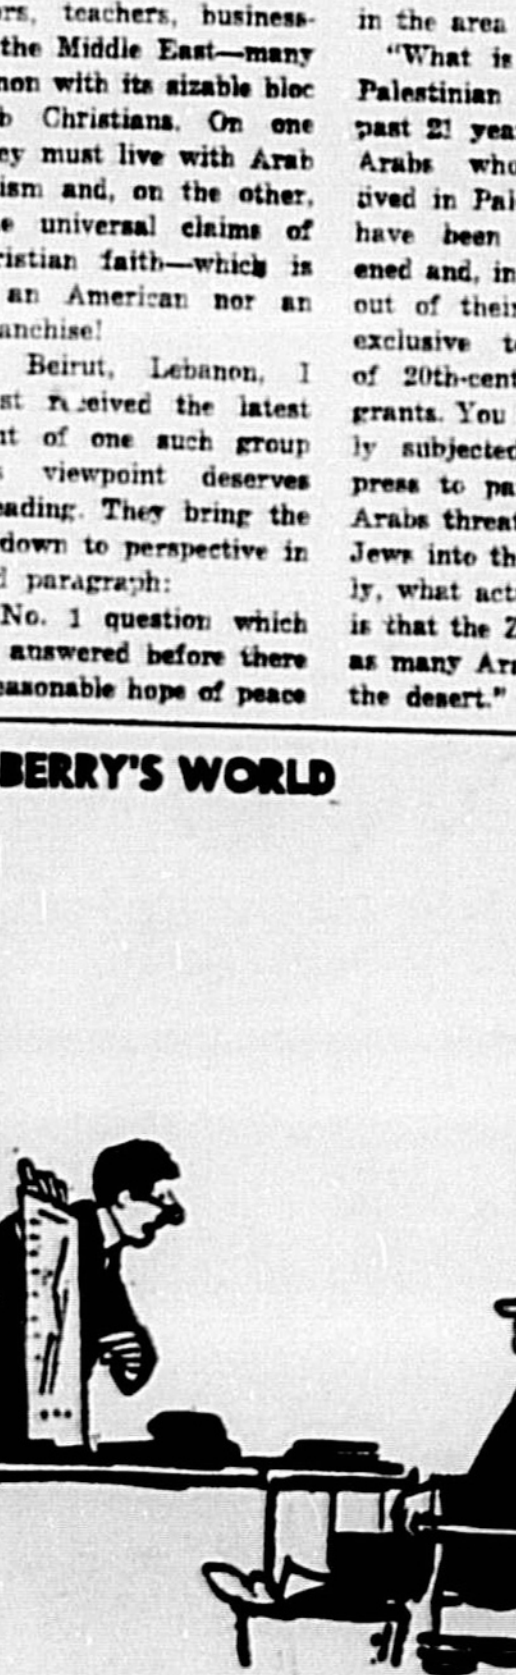 rs, teachers, business-
the Middle East—many
non with its sizable bloc
b Christians. On one
ey must live with Arab
ism and, on the other,
e universal claims of
ristian faith—which is
an American nor an
anchise!
Beirut, Lebanon, I
st received the latest
nt of one such group
s viewpoint deserves
eading. They bring the
down to perspective in
d paragraph:
No. 1 question which
answered before there
easonable hope of peace
in the area
"What is
Palestinian
past 21 yea
Arabs who
lived in Pal
have been
ened and, in
out of their
exclusive t
of 20th-cent
grants. You
ly subjected
press to pa
Arabs threat
Jews into th
ly, what act
is that the Z
as many Ara
the desert."
BERRY'S WORLD